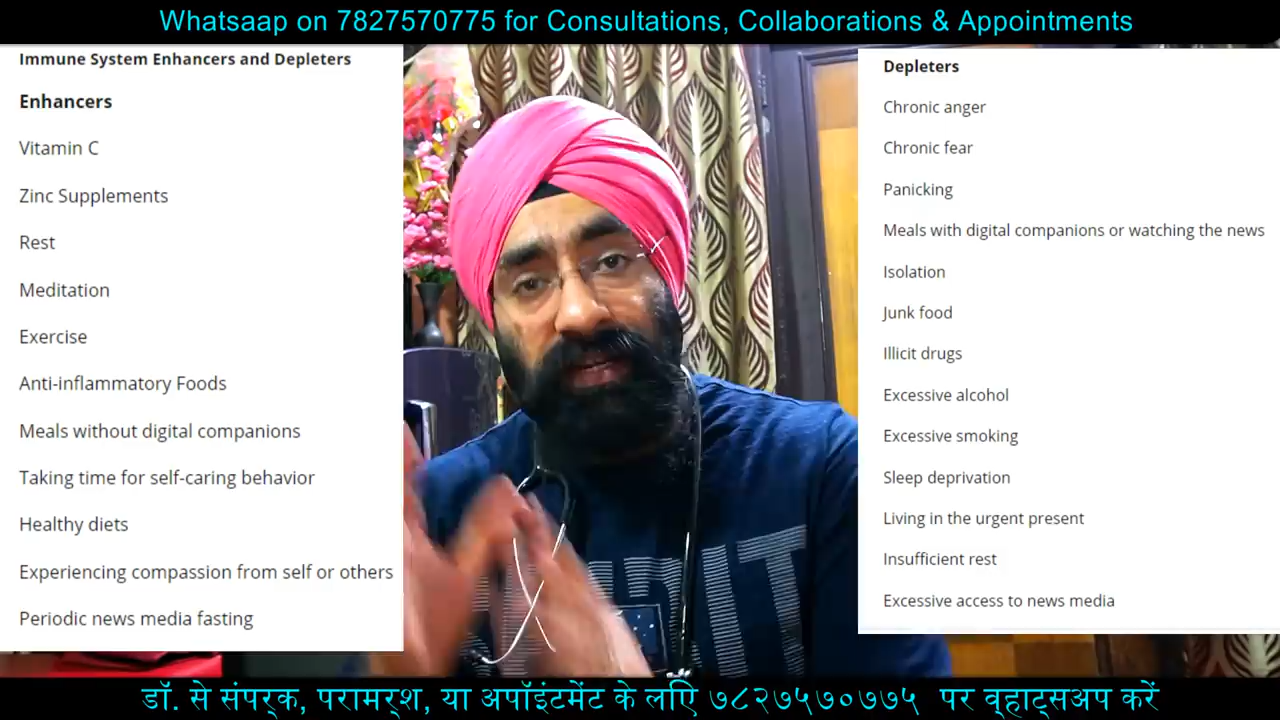 Whatsaap on 7827570775 for Consultations, Collaborations & Appointments
Immune System Enhancers and Depleters
Enhancers
Vitamin C
Zinc Supplements
Rest
Meditation
Exercise
Anti-inflammatory Foods
Meals without digital companions
Taking time for self-caring behavior
Healthy diets
Experiencing compassion from self or others
Periodic news media fasting
Depleters
Chronic anger
Chronic fear
Panicking
Meals with digital companions or watching the news
Isolation
Junk food
Illicit drugs
Excessive alcohol
Excessive smoking
Sleep deprivation
Living in the urgent present
Insufficient rest
Excessive access to news media
डॉ. से संपर्क, परामर्श, या अपॉइंटमेंट के लिए ७८२७५७०७७५ पर व्हाट्सअप करें